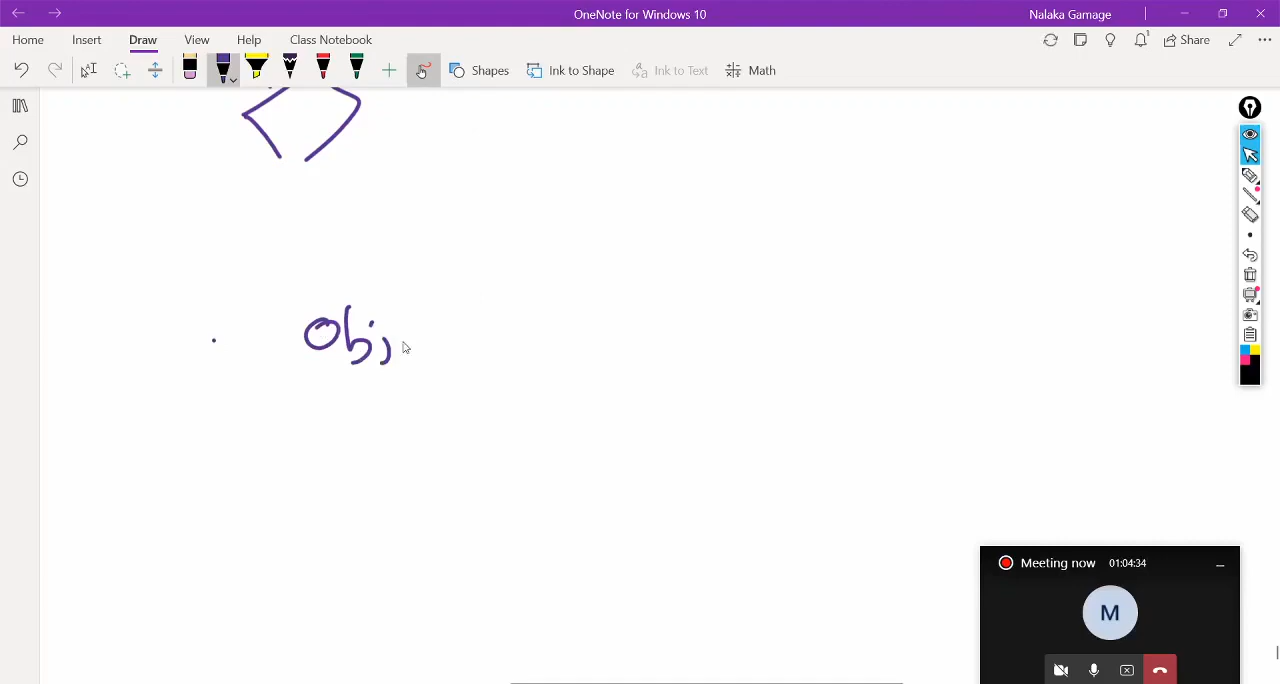 OneNote for Windows 10
Nalaka Gamage
Home Insert Draw View Help Class Notebook
1 Share
Shapes Ink to Shape Ink to Text Math
Obj
Meeting now 01:04:34
M